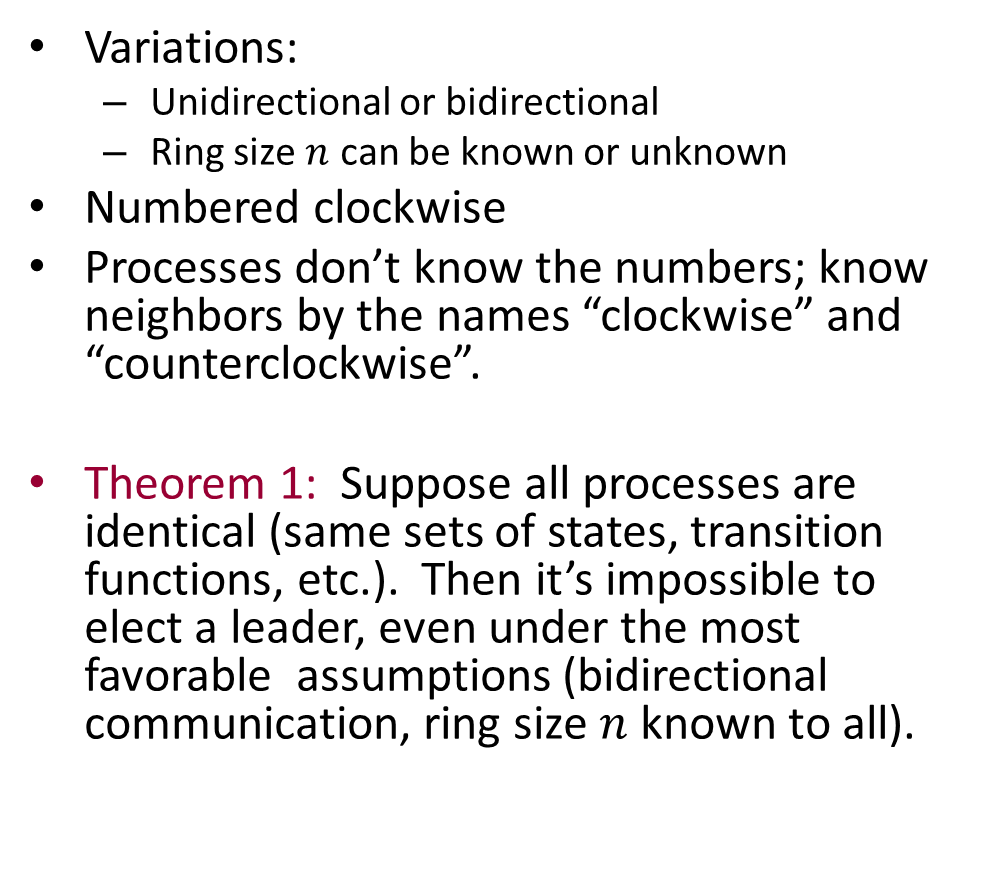 • Variations:
– Unidirectional or bidirectional
– Ring size 𝑛 can be known or unknown
• Numbered clockwise
• Processes don’t know the numbers; know
neighbors by the names “clockwise” and
“counterclockwise”.
• Theorem 1:  Suppose all processes are
identical (same sets of states, transition
functions, etc.).  Then it’s impossible to
elect a leader, even under the most
favorable  assumptions (bidirectional
communication, ring size 𝑛 known to all).